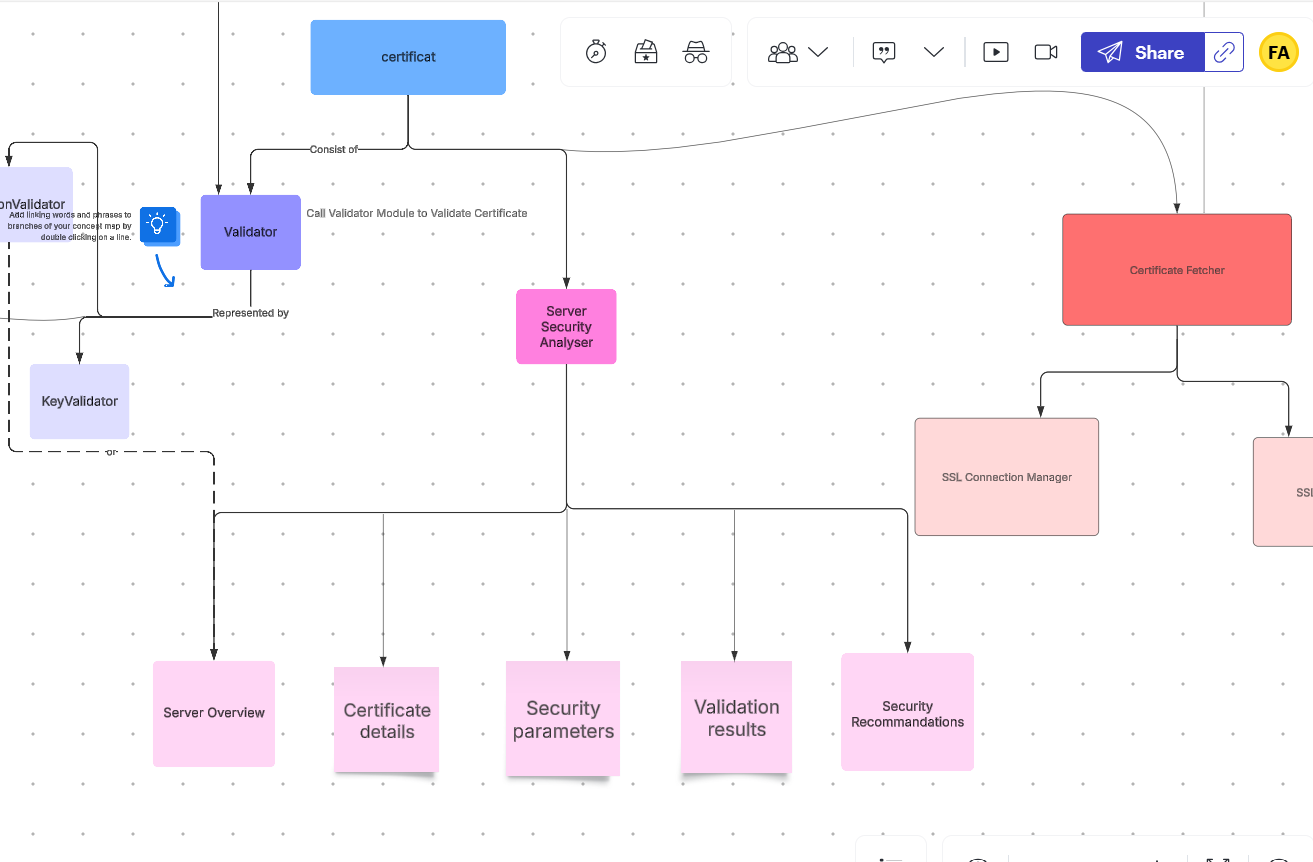 certificat
Share
FA
Consist of
onValidator
Add linking words and phrases to
branches of your concept map by
double clicking on a line.
Validator
Call Validator Module to Validate Certificate
Certificate Fetcher
Represented by
Server
Security
Analyser
KeyValidator
or
SSL Connection Manager
SSL
Server Overview
Certificate
details
Security
parameters
Validation
results
Security
Recommandations